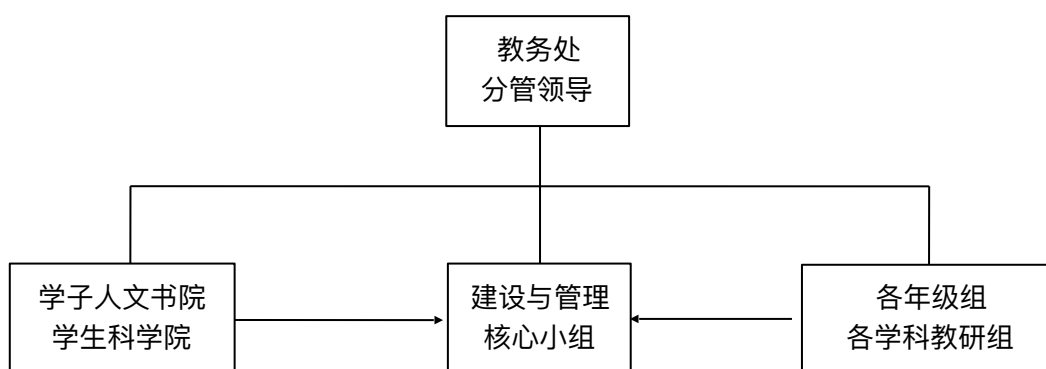 教务处
分管领导
学子人文书院
学生科学院
建设与管理
核心小组
各年级组
各学科教研组